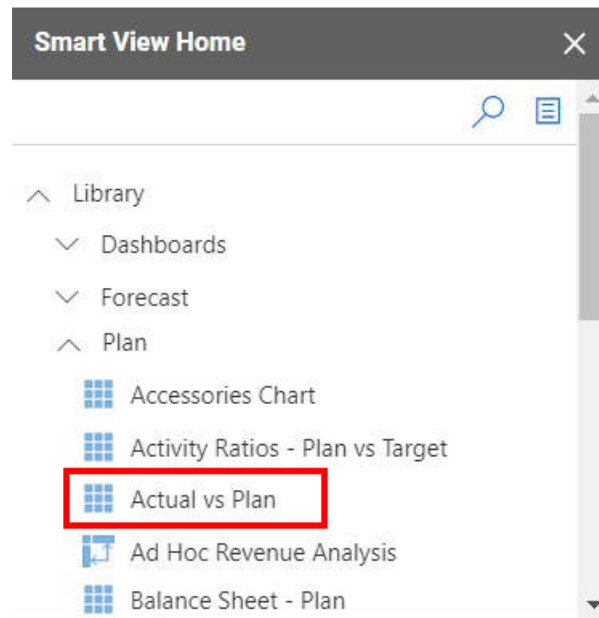 Smart View Home
Library
Dashboards
Forecast
Plan
Accessories Chart
Activity Ratios - Plan vs Target
Actual vs Plan
Ad Hoc Revenue Analysis
Balance Sheet - Plan